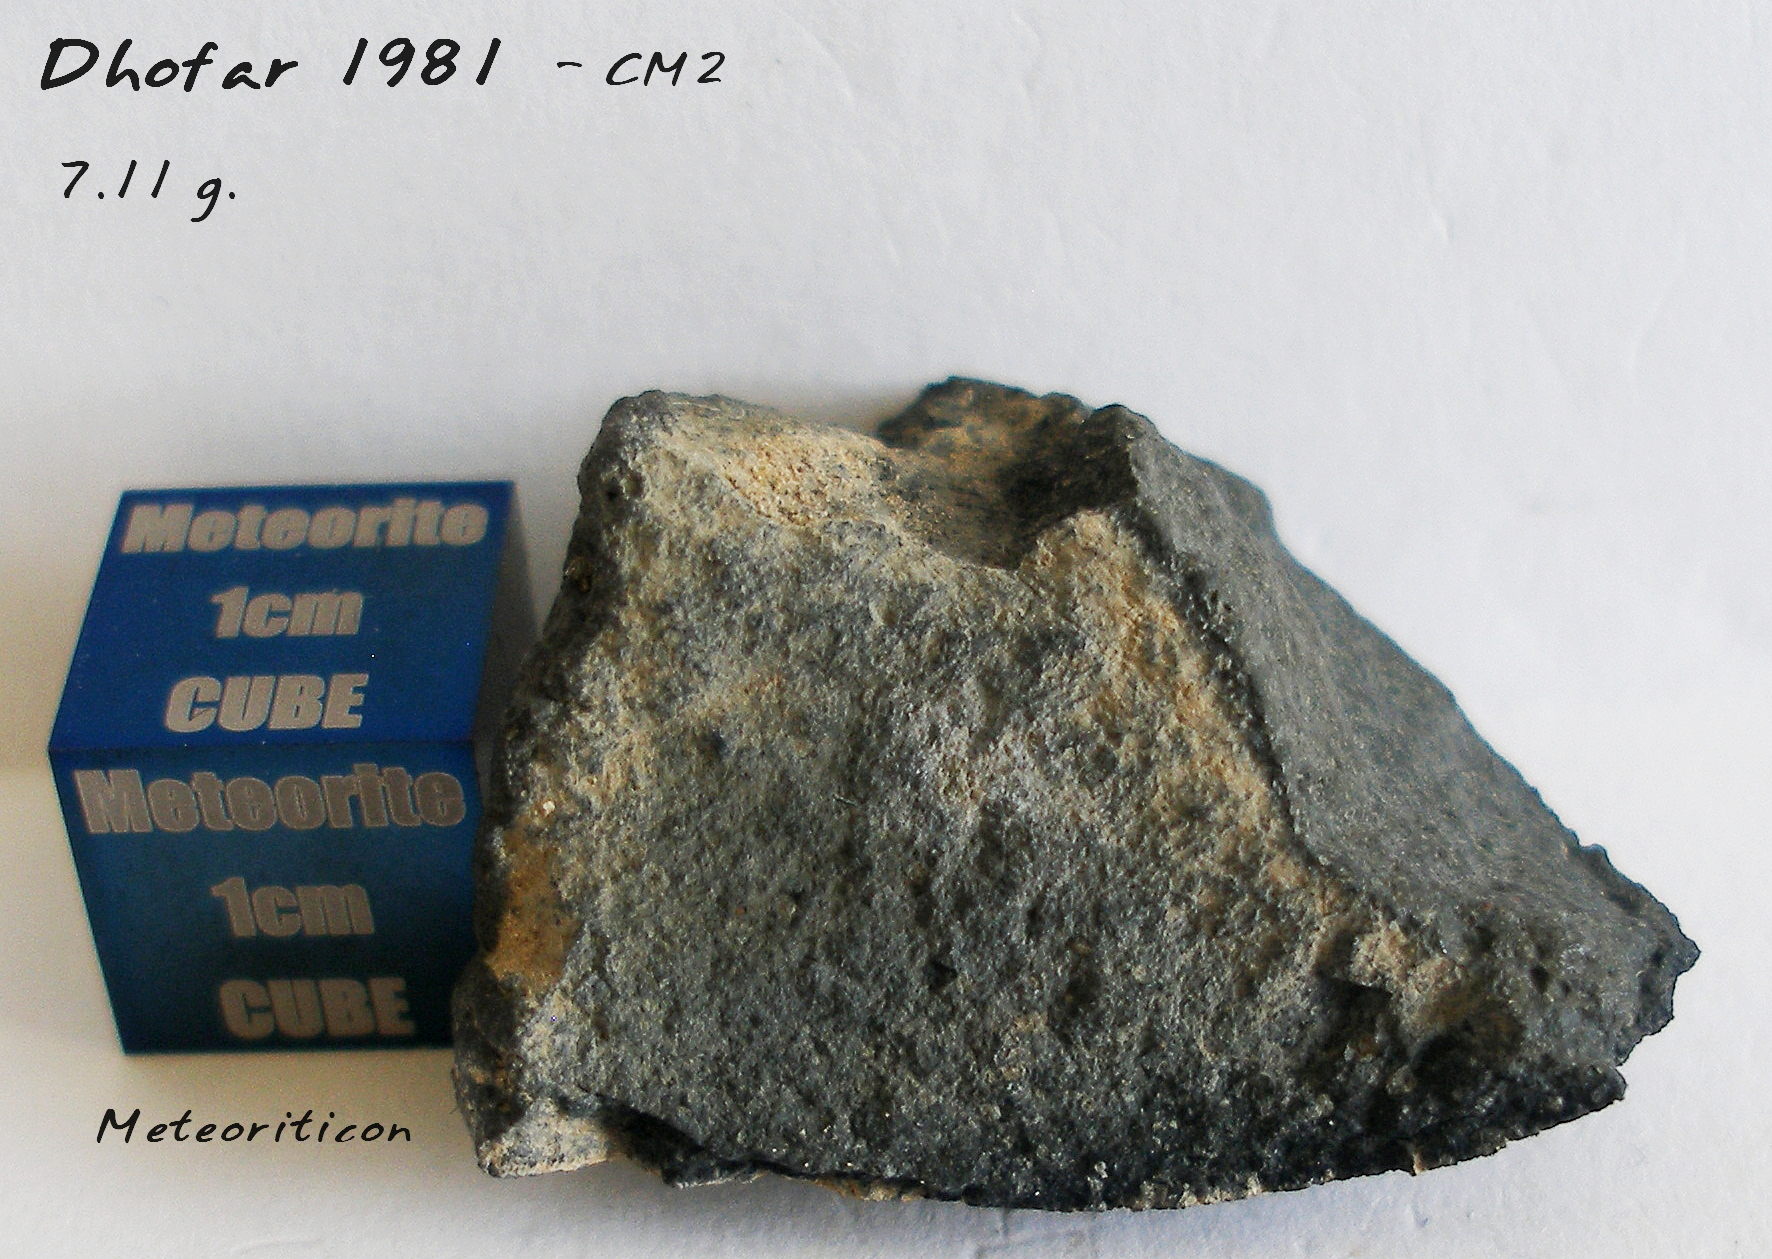 Dhofar 1981 - CM2
7.11 g.
Meteorite
1cm
CUBE
Meteorite
1cm
CUBE
Meteoriticon